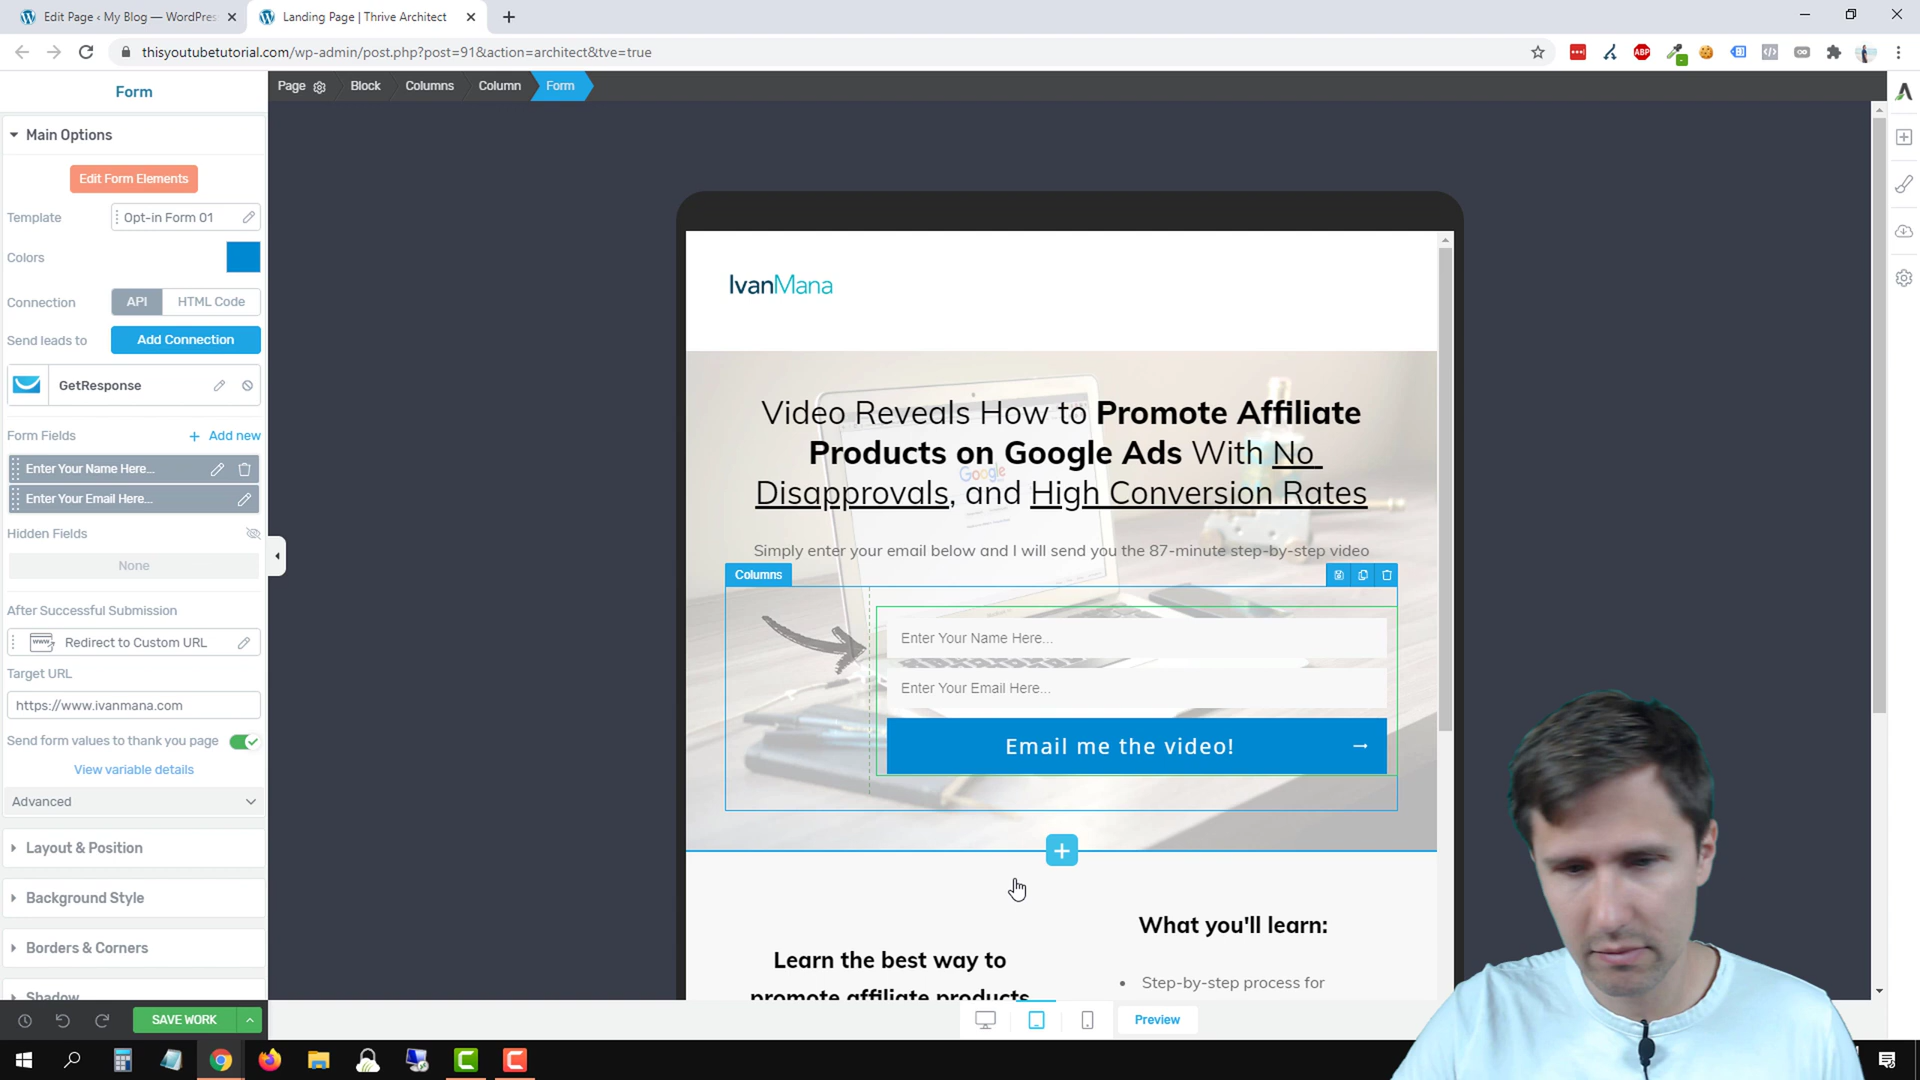 Edit Page ‹ My Blog — WordPres
Landing Page | Thrive Architect
thisyoutubetutorial.com/wp-admin/post.php?post=91&action=architect&tve=true
ABP
Form
Page
Block
Columns
Column
Form
Main Options
Edit Form Elements
Template
Opt-in Form 01
Colors
Connection
API
HTML Code
Send leads to
Add Connection
GetResponse
Form Fields
+ Add new
Enter Your Name Here...
Enter Your Email Here...
Hidden Fields
None
After Successful Submission
www
Redirect to Custom URL
Target URL
https://www.ivanmana.com
Send form values to thank you page
View variable details
Advanced
Layout & Position
Background Style
Borders & Corners
Shadow
SAVE WORK
IvanMana
Google
Video Reveals How to Promote Affiliate
Products on Google Ads With No
Disapprovals, and High Conversion Rates
Simply enter your email below and I will send you the 87-minute step-by-step video
Columns
Enter Your Name Here...
Enter Your Email Here...
Email me the video!
Learn the best way to
promote affiliate products
What you'll learn:
• Step-by-step process for
Preview